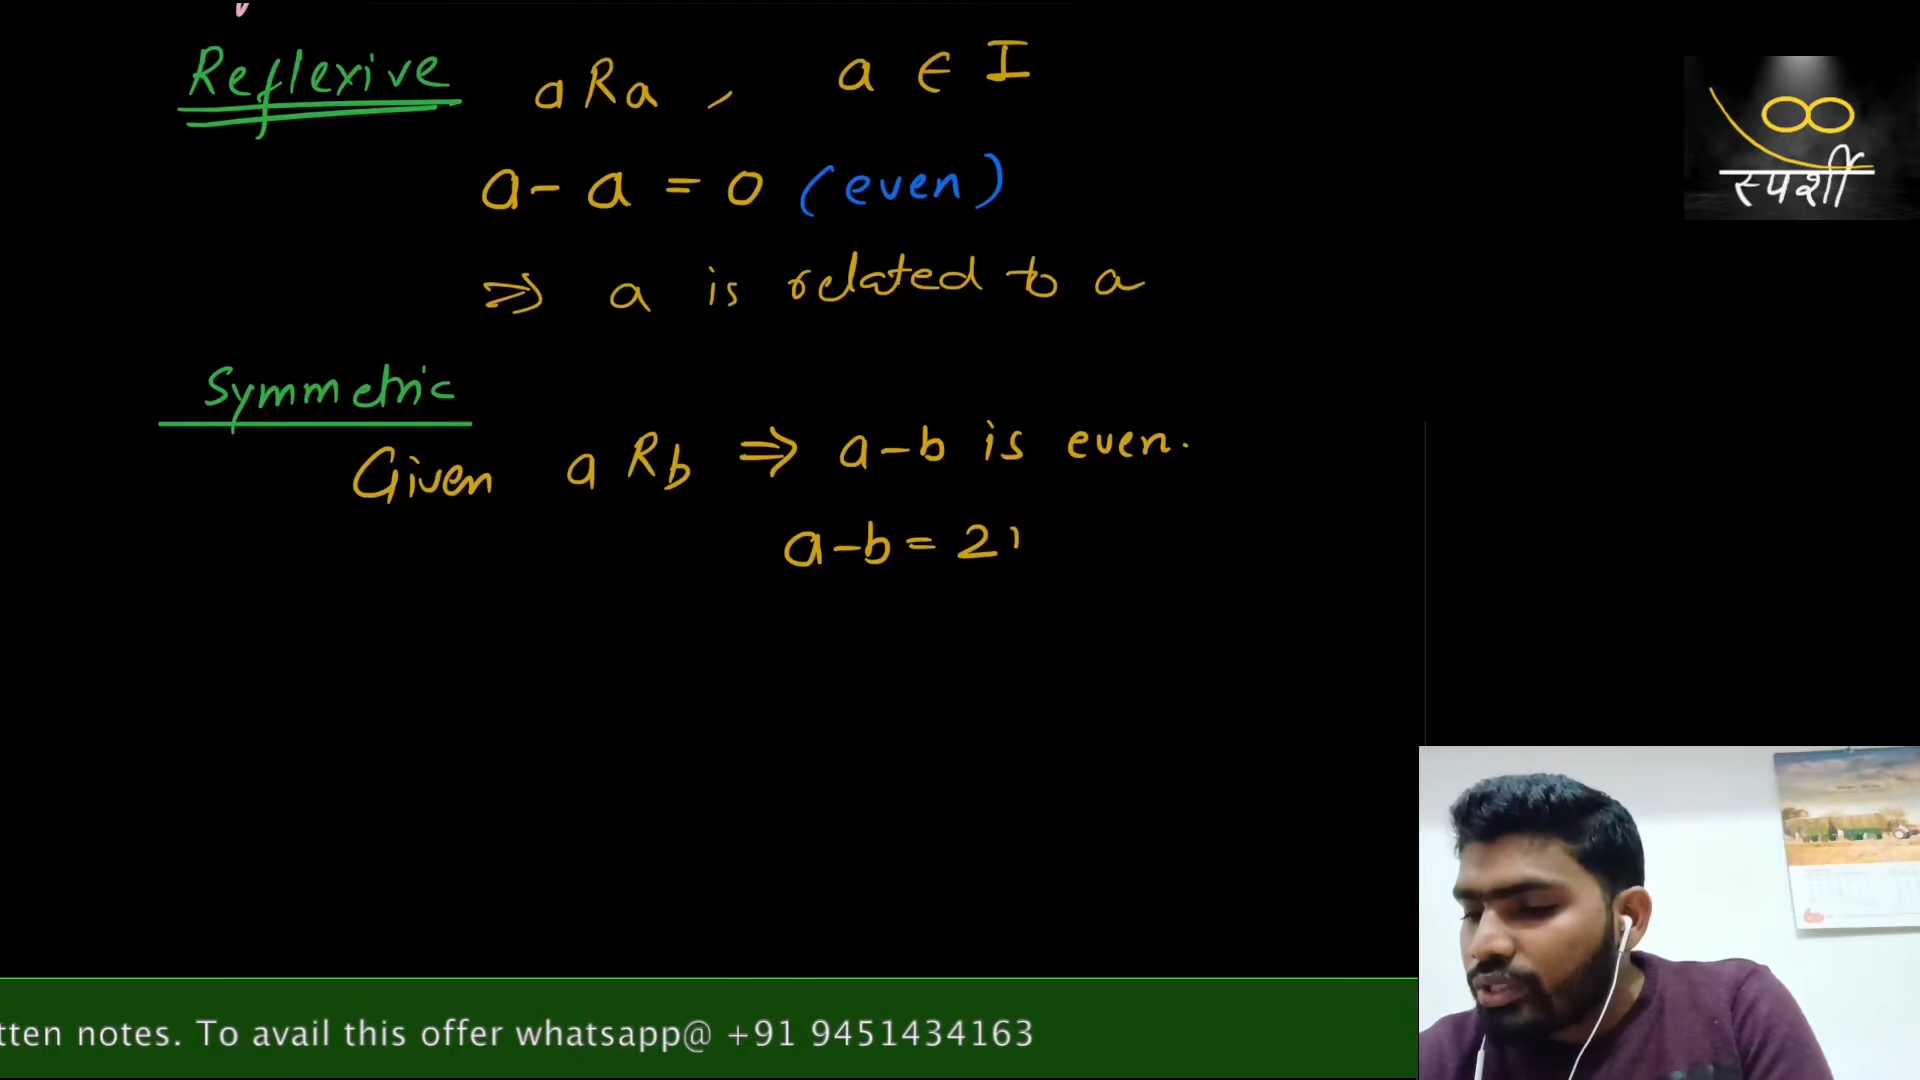 Reflexive aRa, a ∈ I
a - a = 0 (even)
⇒ a is related to a
Symmetric
Given aRb ⇒ a-b is even.
a-b = 2
स्पर्शी
tten notes. To avail this offer whatsapp@ +91 9451434163